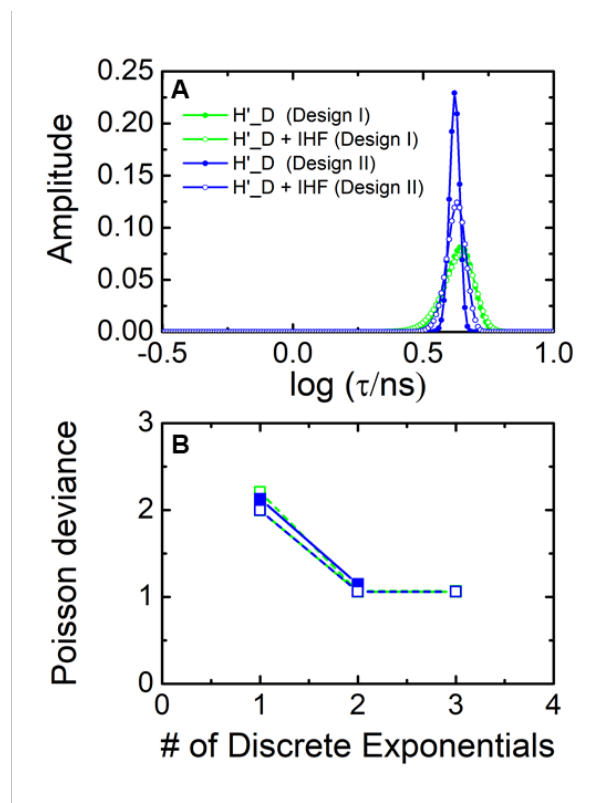 A
0.25
0.20
0.15
0.10
0.05
0.00
Amplitude
H'_D (Design I)
H'_D + IHF (Design I)
H'_D (Design II)
H'_D + IHF (Design II)
-0.5 0.0 0.5 1.0
log (τ/ns)
B
3
2
1
0
Poisson deviance
0 1 2 3 4
# of Discrete Exponentials